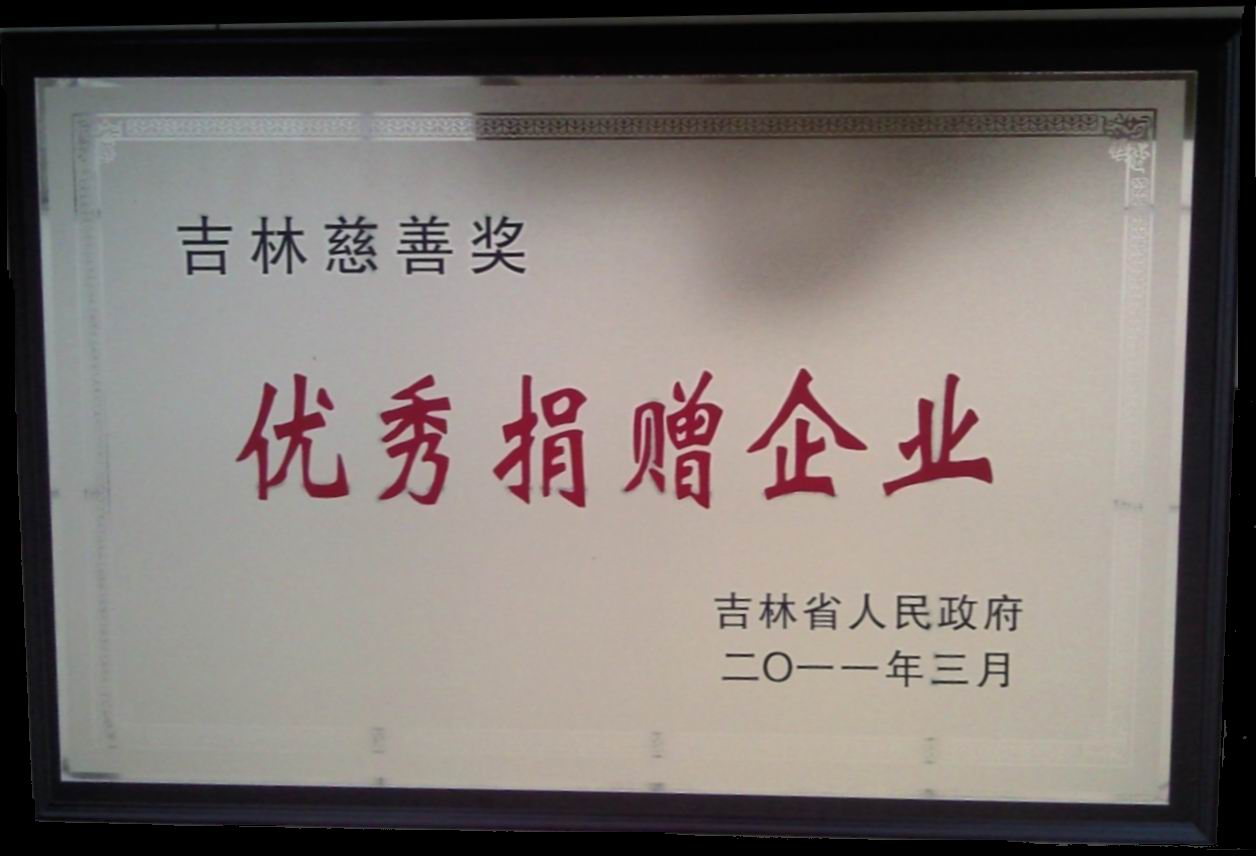 吉林慈善奖
优秀捐赠企业
吉林省人民政府
二〇一一年三月